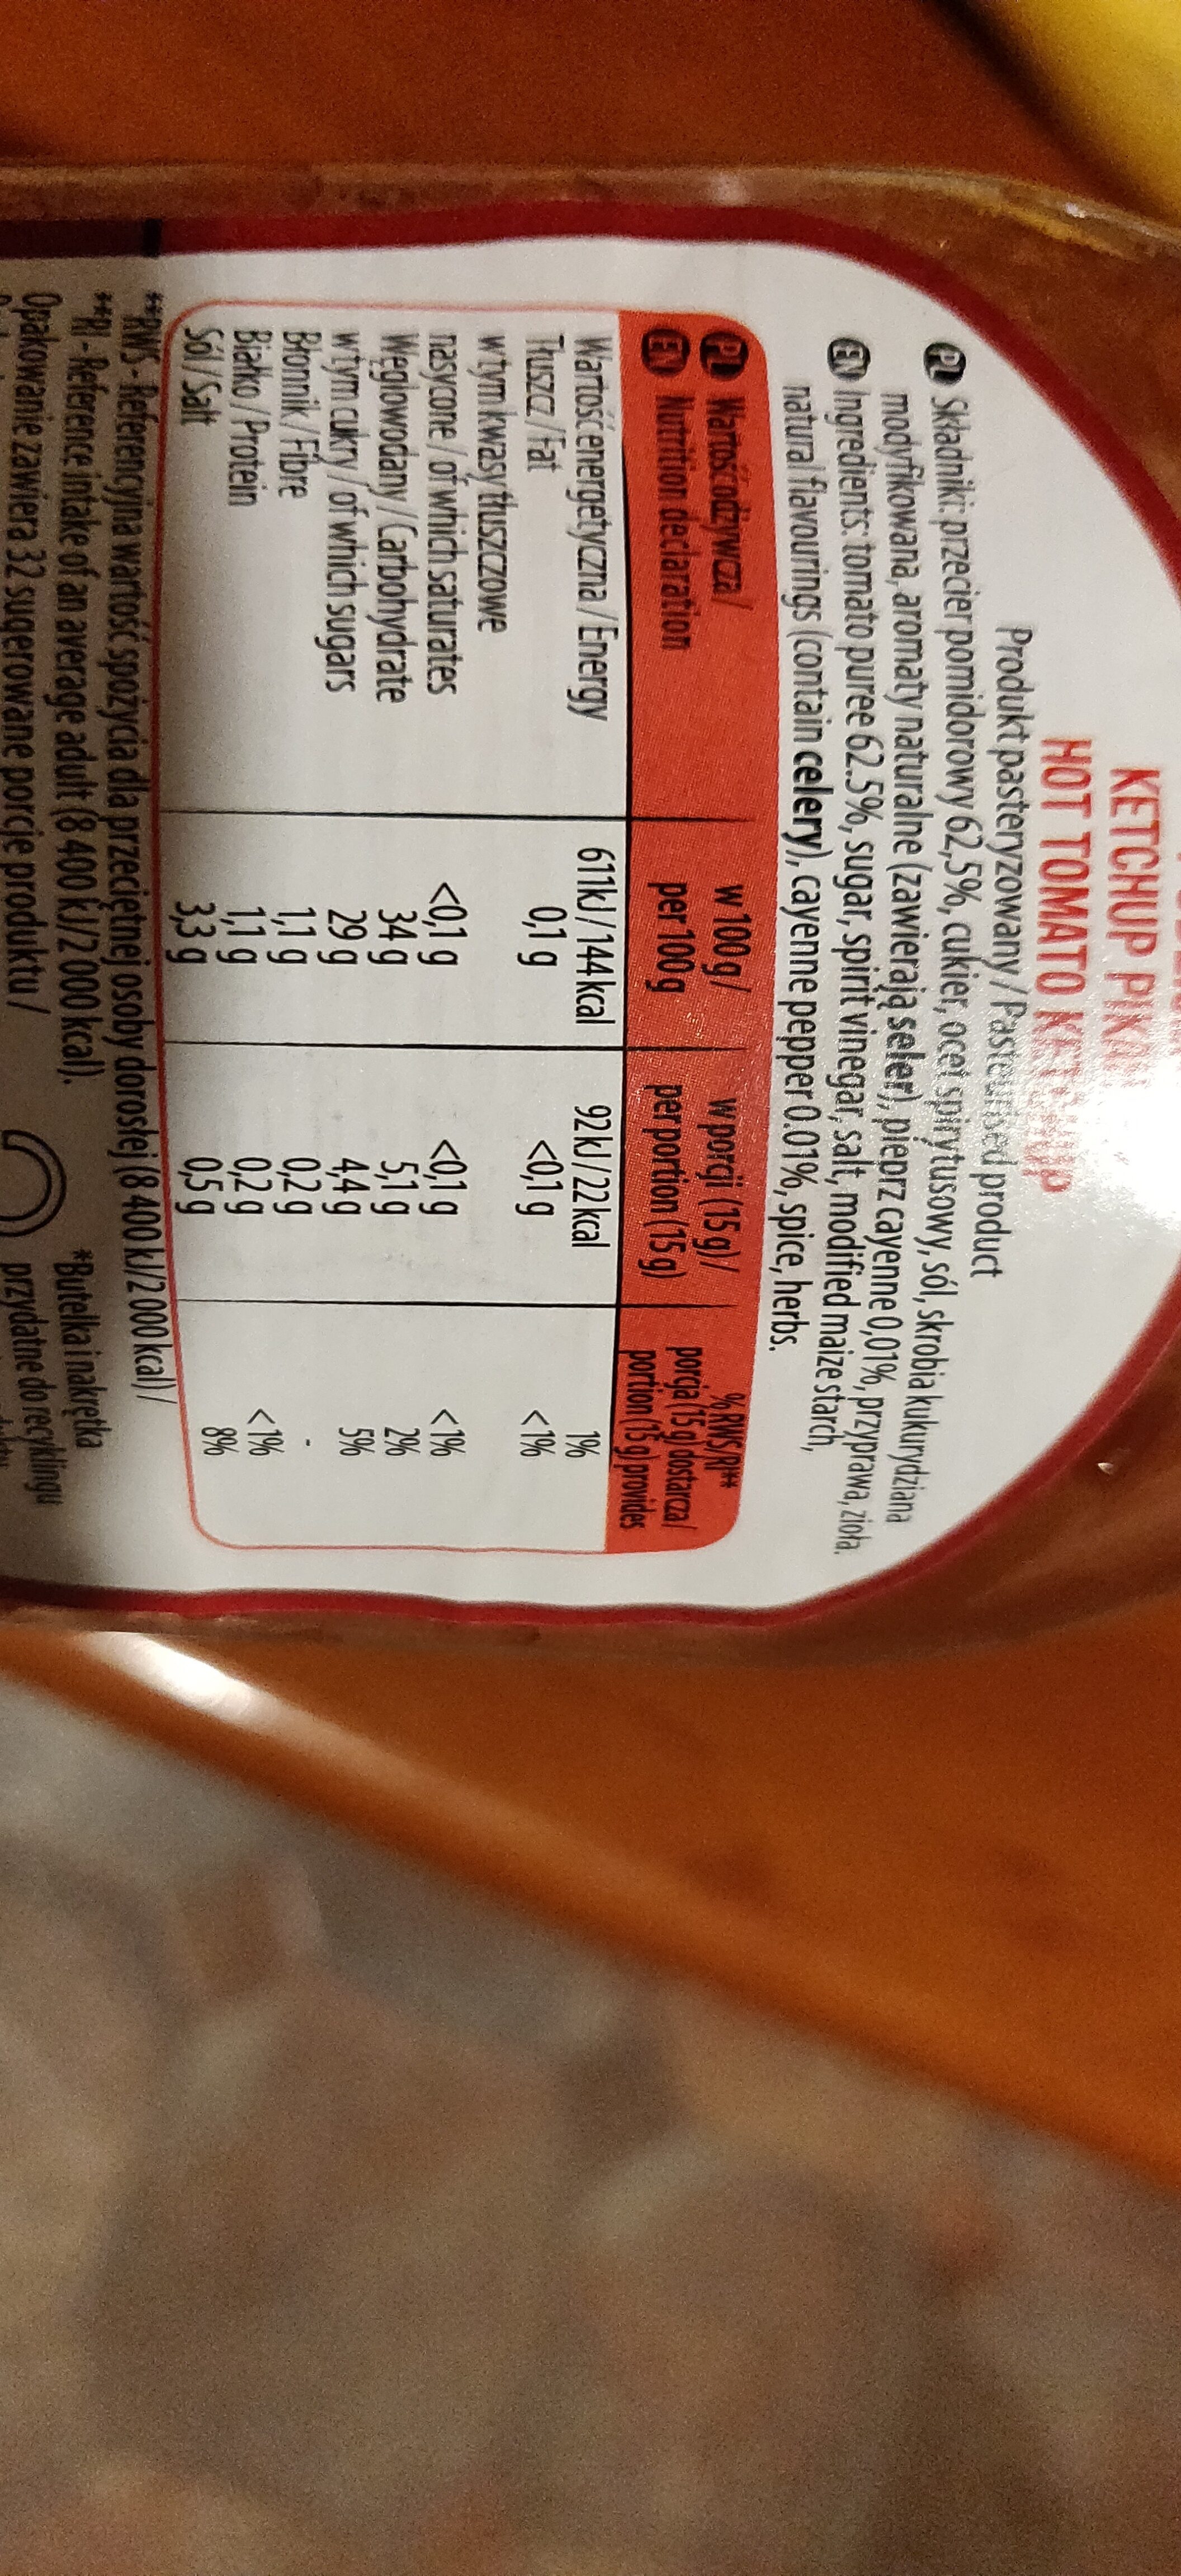 KETCHUP
HOT TOMATO KETCHUP
Produkt pasteryzowany / Pasteurised product
PL Składniki: przecier pomidorowy 62,5%, cukier, ocet spirytusowy, sól, skrobia kukurydziana
modyfikowana, aromaty naturalne (zawierają seler), pieprz cayenne 0,01%, przyprawa, zioła.
EN Ingredients: tomato puree 62.5%, sugar, spirit vinegar, salt, modified maize starch,
natural flavourings (contain celery), cayenne pepper 0.01%, spice, herbs.
PL Wartość odżywcza / w 100 g / w porcji (15 g) / % RWS/RI**
EN Nutrition declaration per 100 g per portion (15 g) porcja (15 g) dostarcza /
portion (15 g) provides
Wartość energetyczna / Energy 611 kJ / 144 kcal 92 kJ / 22 kcal 1%
Tłuszcz / Fat 0,1 g <0,1 g <1%
w tym kwasy tłuszczowe
nasycone / of which saturates <0,1 g <0,1 g <1%
Węglowodany / Carbohydrate 34 g 5,1 g 2%
w tym cukry / of which sugars 29 g 4,4 g 5%
Błonnik / Fibre 1,1 g 0,2 g -
Białko / Protein 1,1 g 0,2 g <1%
Sól / Salt 3,3 g 0,5 g 8%
**RWS - Referencyjna wartość spożycia dla przeciętnej osoby dorosłej (8 400 kJ/2 000 kcal) /
**RI - Reference intake of an average adult (8 400 kJ/2 000 kcal).
Opakowanie zawiera 32 sugerowane porcje produktu /
*Butelka i nakrętka
przydatne do recyklingu